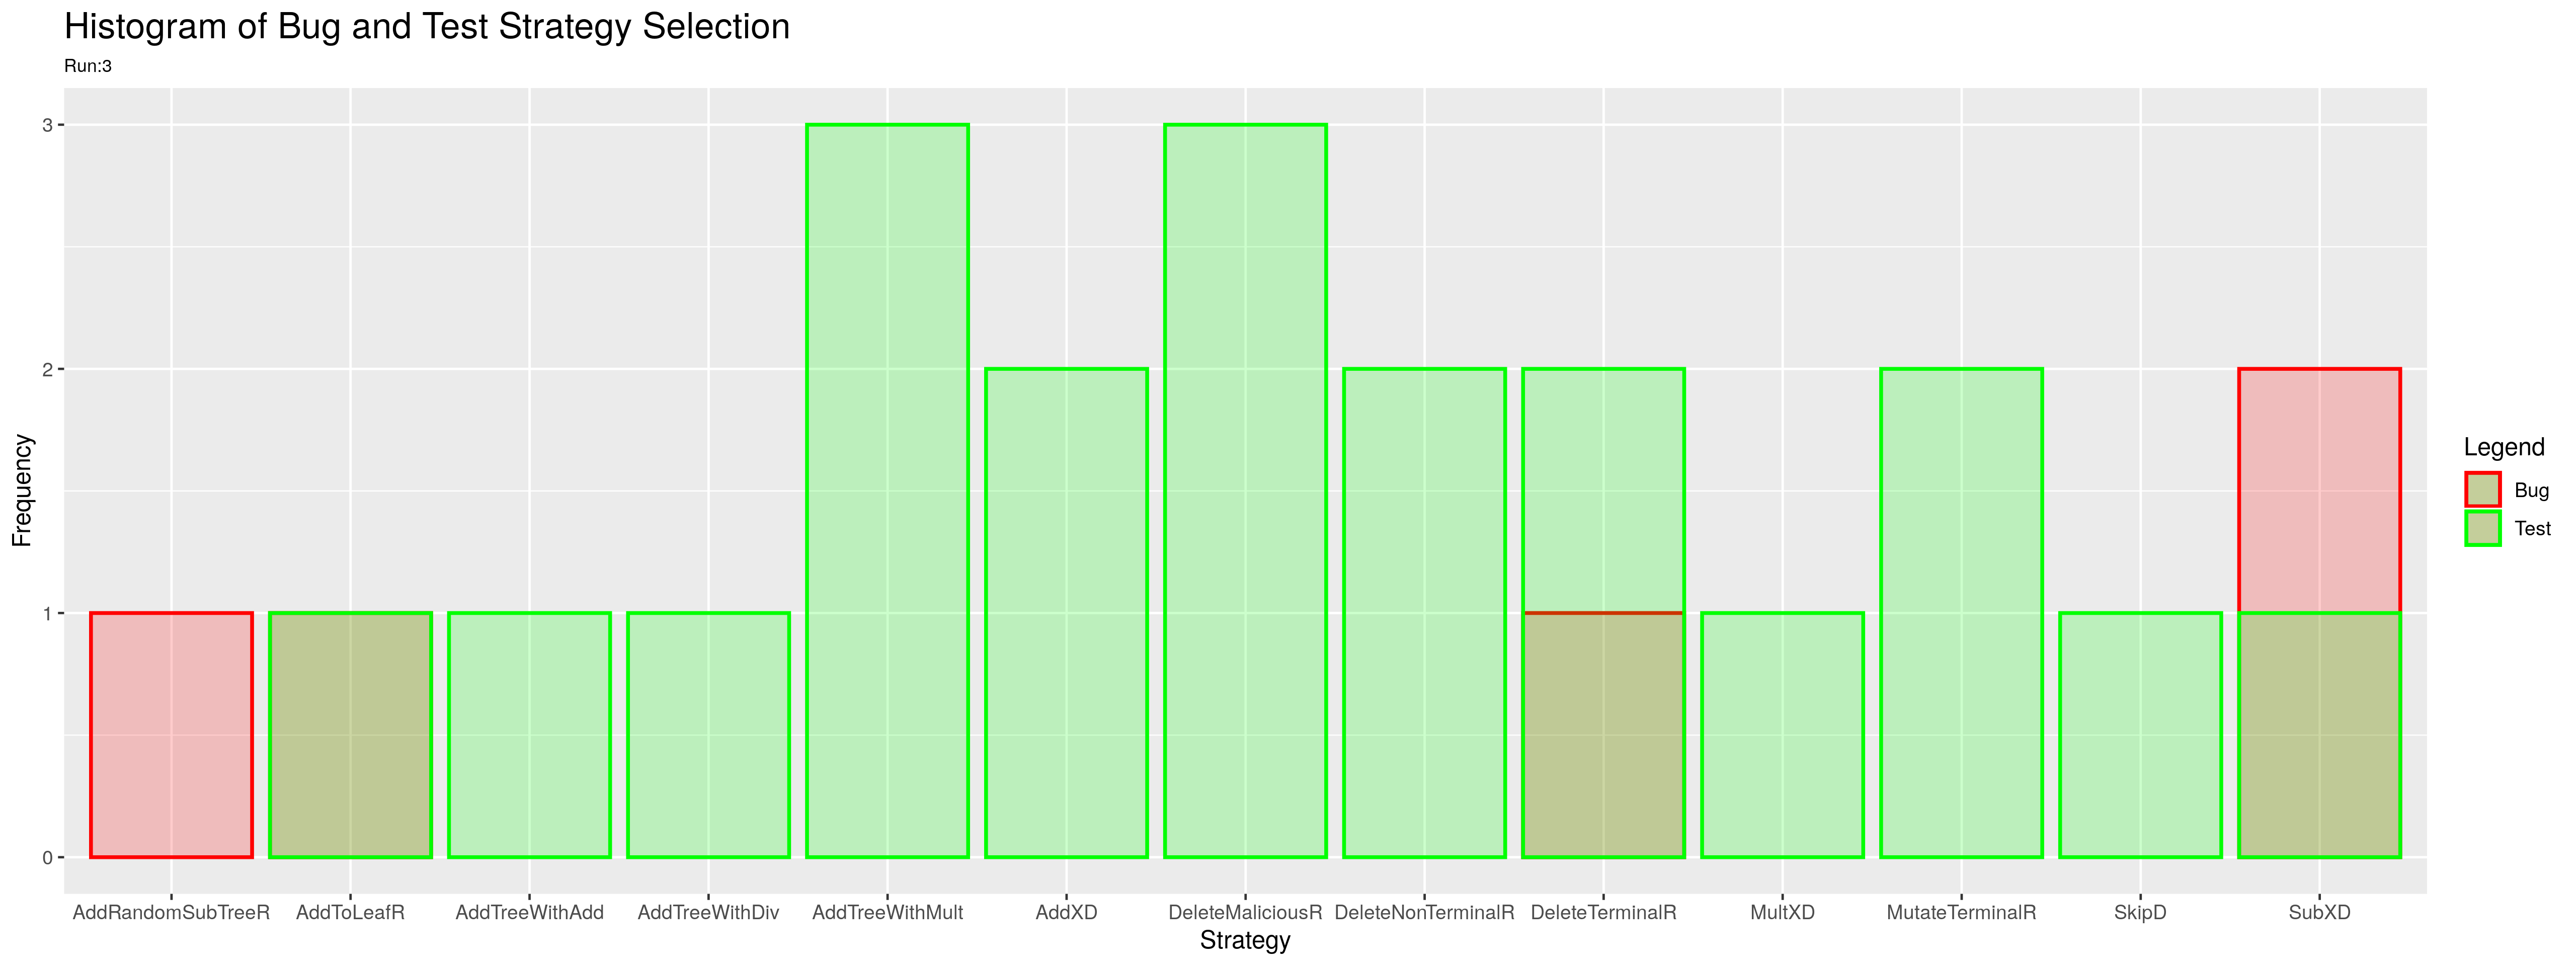 Histogram of Bug and Test Strategy Selection
Run:3
Frequency
3
2
1
0
AddRandomSubTreeR AddToLeafR AddTreeWithAdd AddTreeWithDiv AddTreeWithMult AddXD DeleteMaliciousR DeleteNonTerminalR DeleteTerminalR MultXD MutateTerminalR SkipD SubXD
Strategy
Legend
Bug
Test